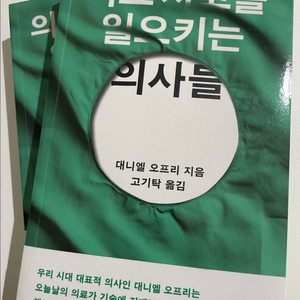 일으키는
의사들
대니엘 오프리 지음
고기탁 옮김
우리 시대 대표적 의사인 대니엘 오프리는
오늘날의 의료가 기술에
의